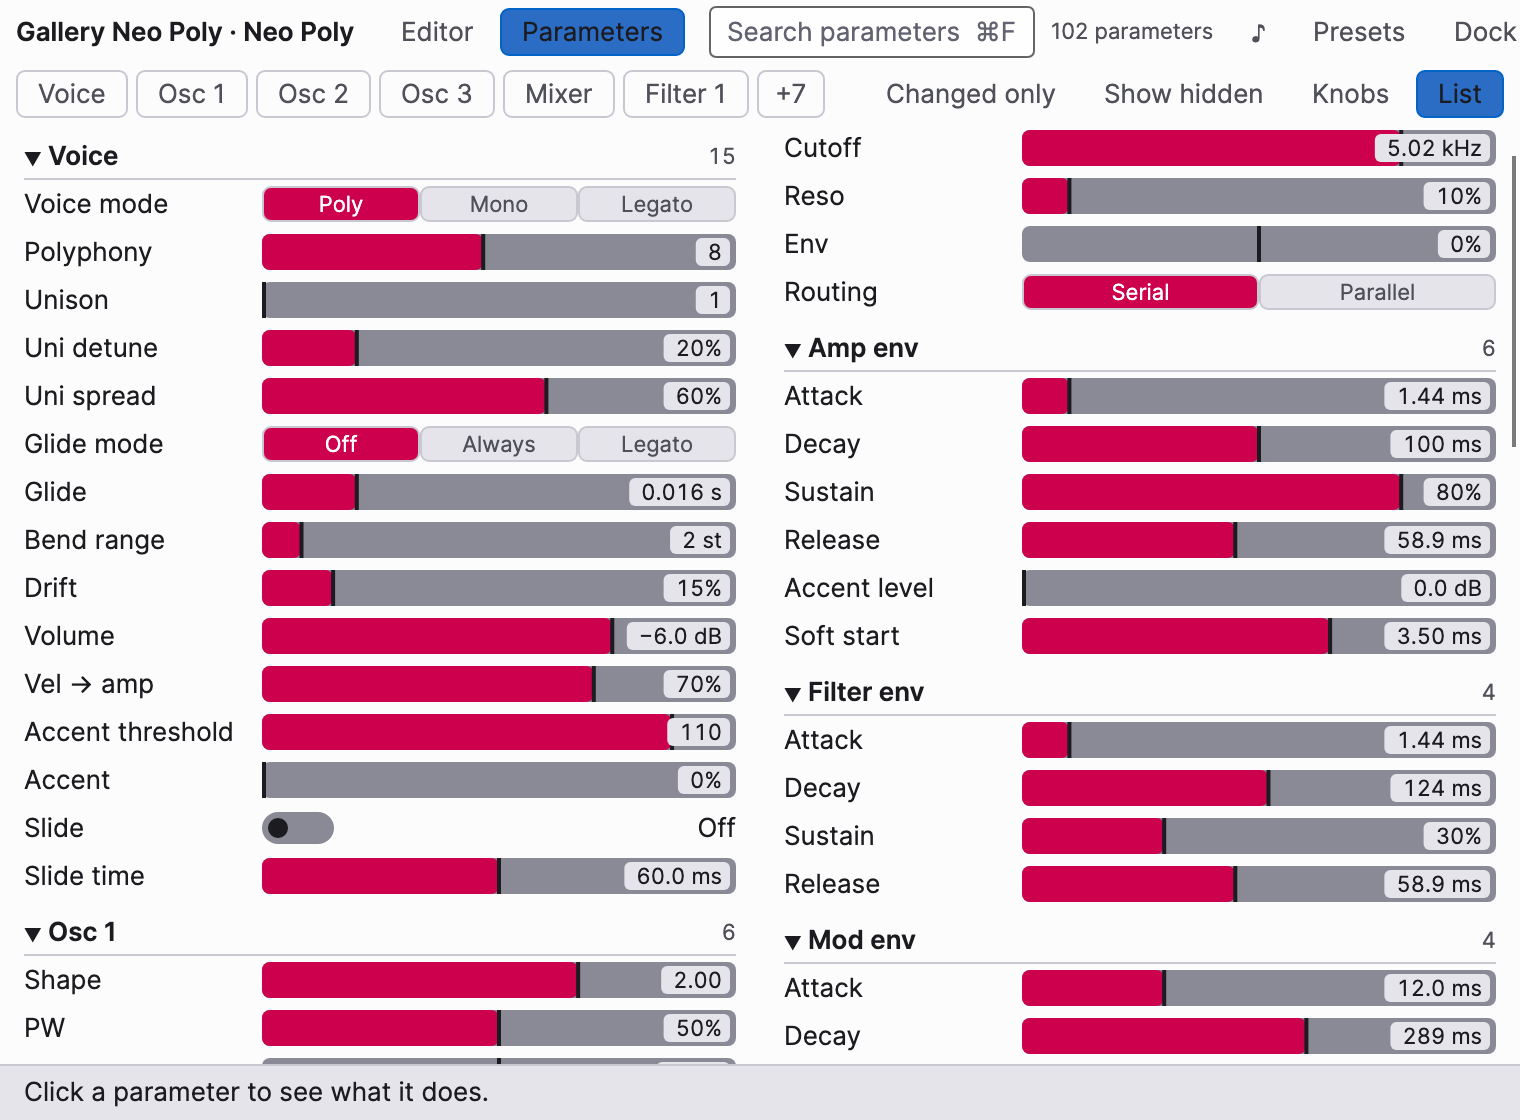 Gallery Neo Poly · Neo Poly Editor Parameters Search parameters ⌘F 102 parameters ♪ Presets Dock
Voice Osc 1 Osc 2 Osc 3 Mixer Filter 1 +7 Changed only Show hidden Knobs List
▼ Voice 15
Voice mode Poly Mono Legato
Polyphony 8
Unison 1
Uni detune 20%
Uni spread 60%
Glide mode Off Always Legato
Glide 0.016 s
Bend range 2 st
Drift 15%
Volume −6.0 dB
Vel → amp 70%
Accent threshold 110
Accent 0%
Slide Off
Slide time 60.0 ms
▼ Osc 1 6
Shape 2.00
PW 50%
Cutoff 5.02 kHz
Reso 10%
Env 0%
Routing Serial Parallel
▼ Amp env 6
Attack 1.44 ms
Decay 100 ms
Sustain 80%
Release 58.9 ms
Accent level 0.0 dB
Soft start 3.50 ms
▼ Filter env 4
Attack 1.44 ms
Decay 124 ms
Sustain 30%
Release 58.9 ms
▼ Mod env 4
Attack 12.0 ms
Decay 289 ms
Click a parameter to see what it does.